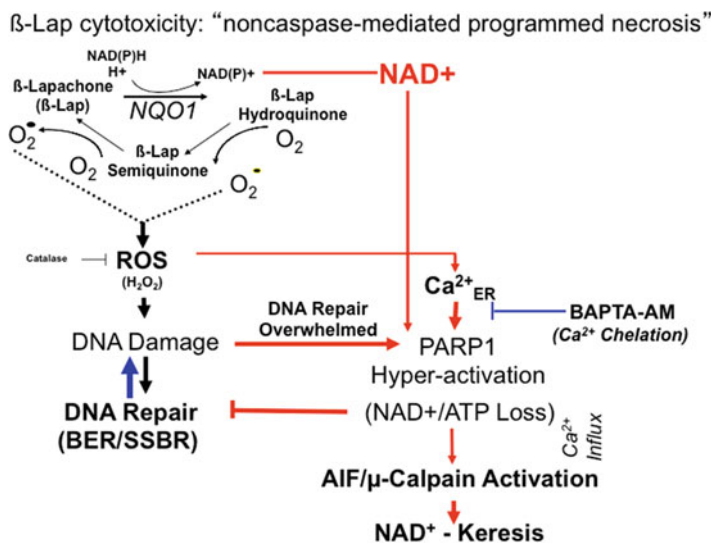 ß-Lap cytotoxicity: “noncaspase-mediated programmed necrosis”
NAD(P)H
H+
NAD(P)+
NAD+
ß-Lapachone
(ß-Lap)
NQO1
ß-Lap
Hydroquinone
O₂•
O₂
ß-Lap
Semiquinone
O₂
O₂-
Catalase
ROS
(H₂O₂)
Ca²⁺ER
BAPTA-AM
(Ca²⁺ Chelation)
DNA Repair
Overwhelmed
DNA Damage
PARP1
Hyper-activation
(NAD+/ATP Loss)
DNA Repair
(BER/SSBR)
Ca²⁺
Influx
AIF/µ-Calpain Activation
NAD⁺ - Keresis